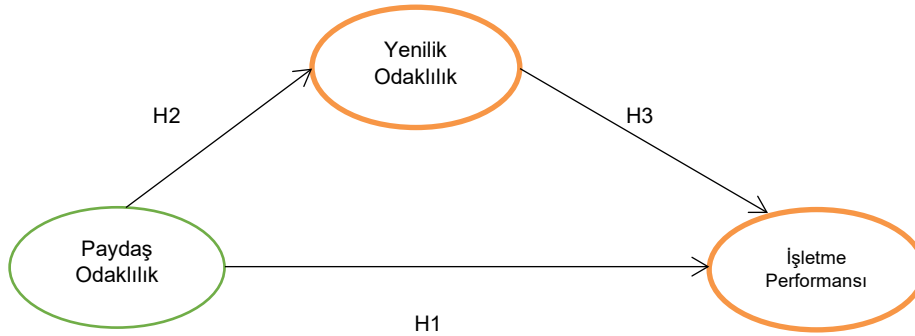 Yenilik
Odaklılık
H2
H3
Paydaş
Odaklılık
İşletme
Performansı
H1